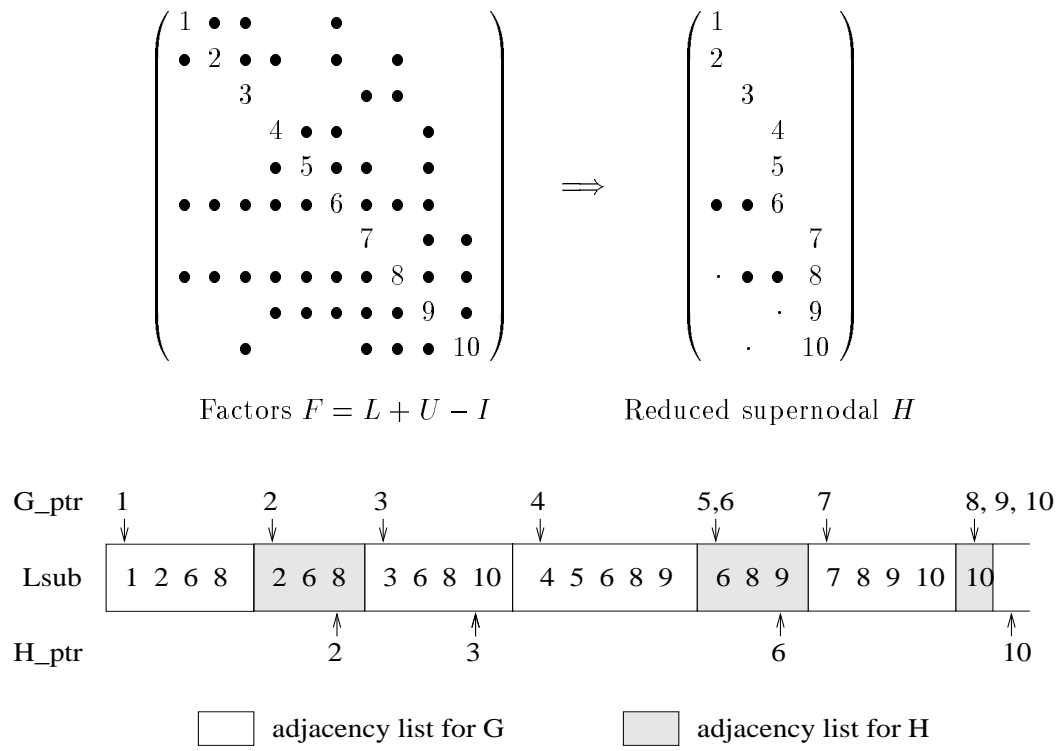 1 • • •
• 2 • • • •
3 • •
4 • • •
• 5 • • •
• • • • • 6 • • •
7 • •
• • • • • • • 8 • •
• • • • • 9 •
• • • • 10
⟹
1
2
3
4
5
• • 6
7
· • • 8
· 9
· 10
Factors F = L + U − I
Reduced supernodal H
G_ptr 1 2 3 4 5,6 7 8, 9, 10
Lsub 1 2 6 8 2 6 8 3 6 8 10 4 5 6 8 9 6 8 9 7 8 9 10 10
H_ptr 2 3 6 10
adjacency list for G
adjacency list for H